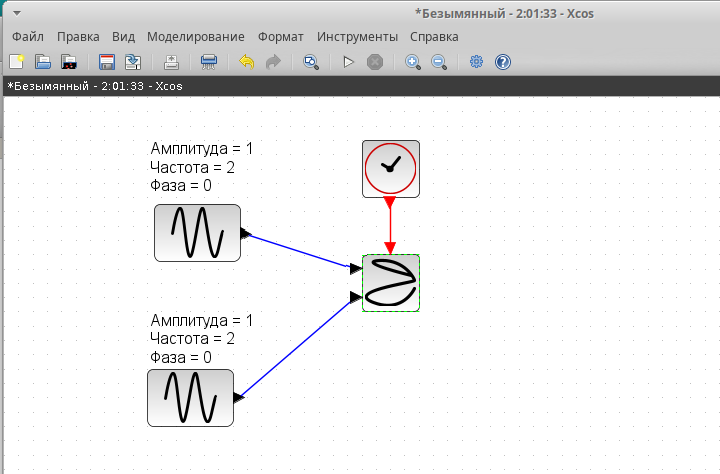 *Безымянный - 2:01:33 - Xcos
Файл Правка Вид Моделирование Формат Инструменты Справка
*Безымянный - 2:01:33 - Xcos
Амплитуда = 1
Частота = 2
Фаза = 0
Амплитуда = 1
Частота = 2
Фаза = 0